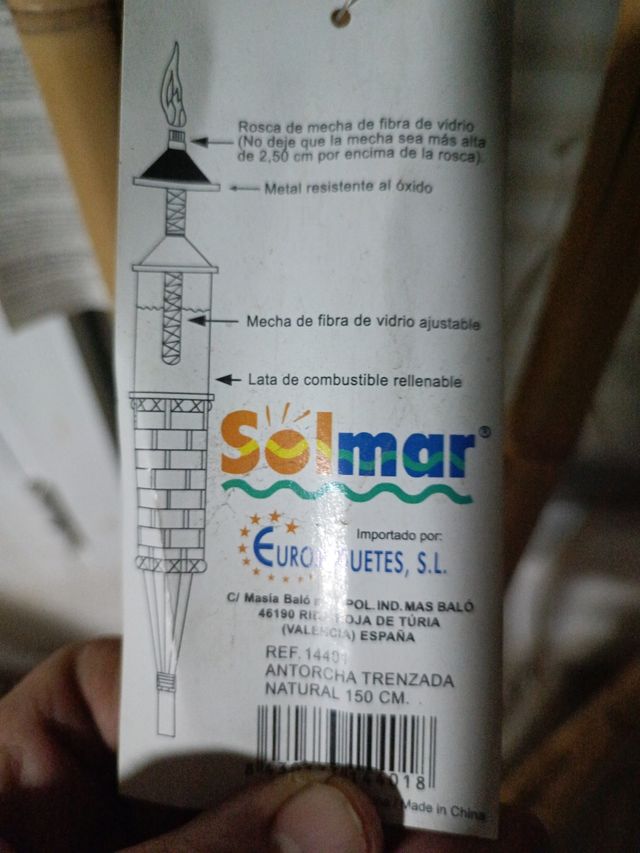 Rosca de mecha de fibra de vidrio
(No deje que la mecha sea más alta
de 2,50 cm por encima de la rosca).
Metal resistente al óxido
Mecha de fibra de vidrio ajustable
Lata de combustible rellenable
Solmar®
Importado por:
S.L.
C/ Masía Baló POL. IND. MAS BALÓ
46190 DE TÚRIA
(VALENCIA) ESPAÑA
REF. 14401
ANTORCHA TRENZADA
NATURAL 150 CM.
Made in China